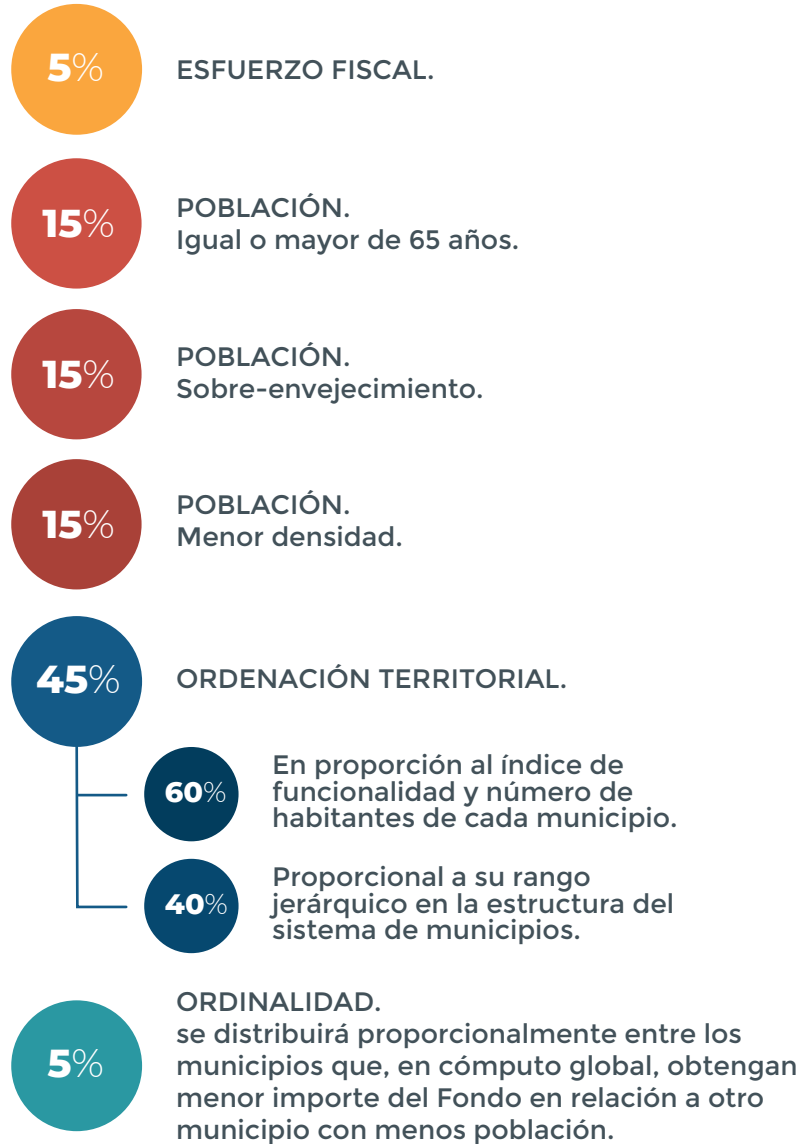 5%
ESFUERZO FISCAL.
15%
POBLACIÓN.
Igual o mayor de 65 años.
15%
POBLACIÓN.
Sobre-envejecimiento.
15%
POBLACIÓN.
Menor densidad.
45%
ORDENACIÓN TERRITORIAL.
60%
En proporción al índice de
funcionalidad y número de
habitantes de cada municipio.
40%
Proporcional a su rango
jerárquico en la estructura del
sistema de municipios.
5%
ORDINALIDAD.
se distribuirá proporcionalmente entre los
municipios que, en cómputo global, obtengan
menor importe del Fondo en relación a otro
municipio con menos población.